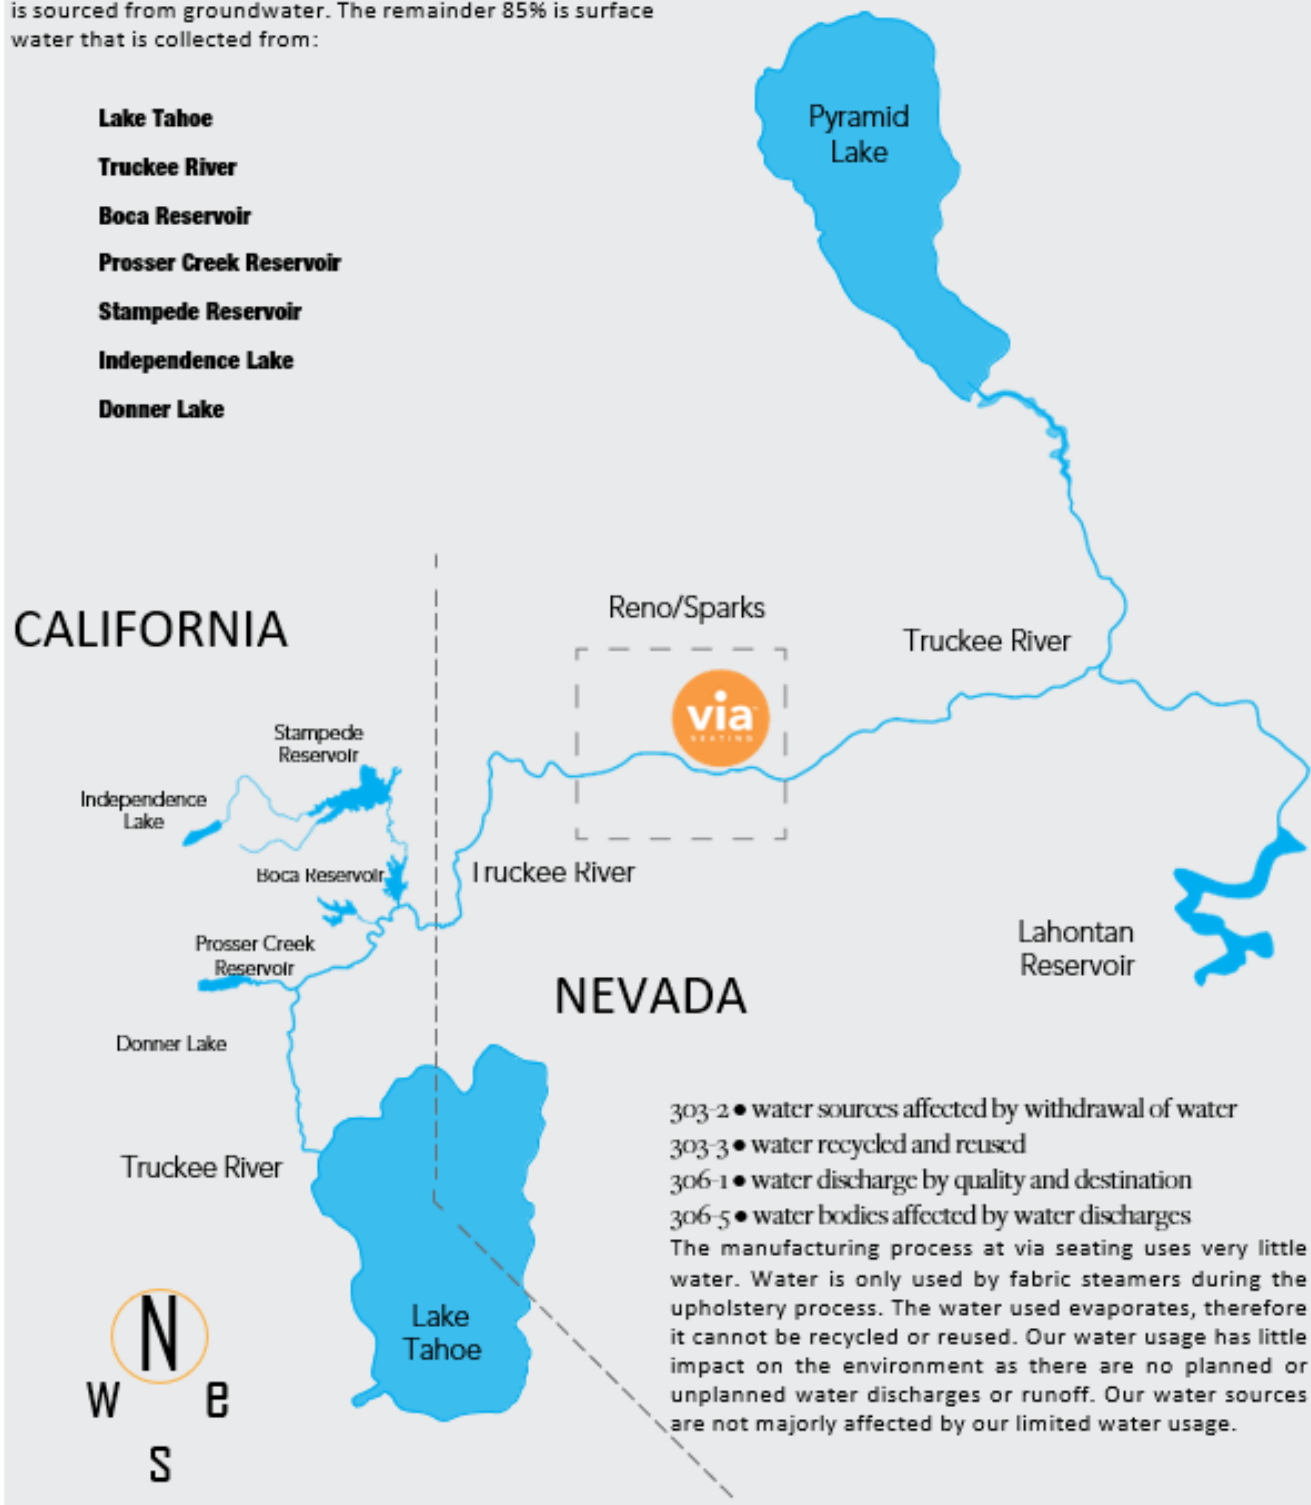 is sourced from groundwater. The remainder 85% is surface
water that is collected from:
Lake Tahoe
Truckee River
Boca Reservoir
Prosser Creek Reservoir
Stampede Reservoir
Independence Lake
Donner Lake
Pyramid
Lake
CALIFORNIA
Reno/Sparks
Truckee River
via
SEATING
Stampede
Reservoir
Independence
Lake
Boca Reservoir
Truckee River
Prosser Creek
Reservoir
Lahontan
Reservoir
NEVADA
Donner Lake
Truckee River
Lake
Tahoe
N
W e
S
303-2 ● water sources affected by withdrawal of water
303-3 ● water recycled and reused
306-1 ● water discharge by quality and destination
306-5 ● water bodies affected by water discharges
The manufacturing process at via seating uses very little
water. Water is only used by fabric steamers during the
upholstery process. The water used evaporates, therefore
it cannot be recycled or reused. Our water usage has little
impact on the environment as there are no planned or
unplanned water discharges or runoff. Our water sources
are not majorly affected by our limited water usage.